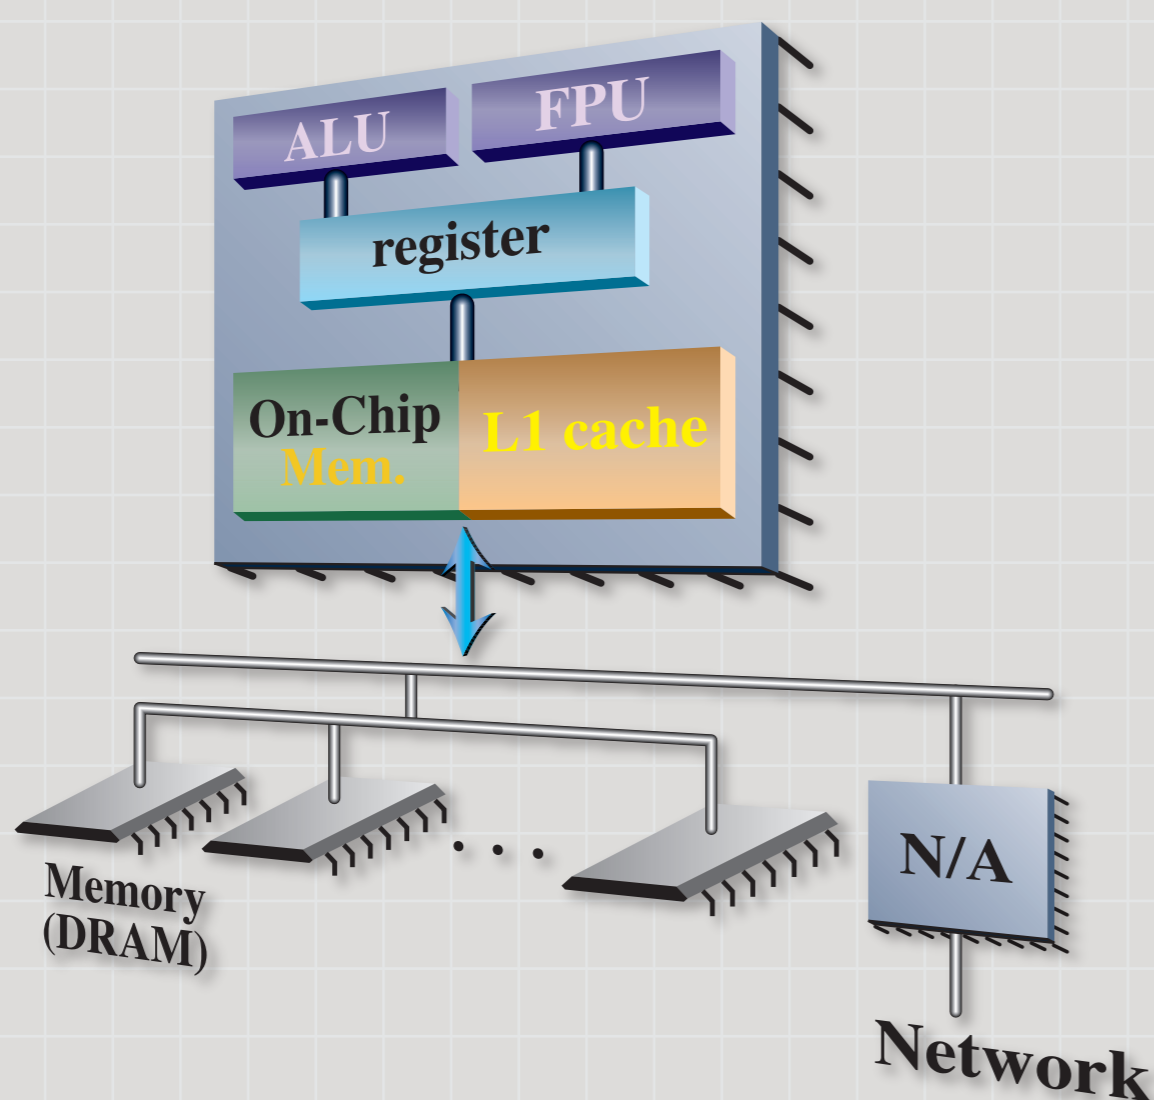 ALU
FPU
register
On-Chip
Mem.
L1 cache
. . .
N/A
Memory
(DRAM)
Network